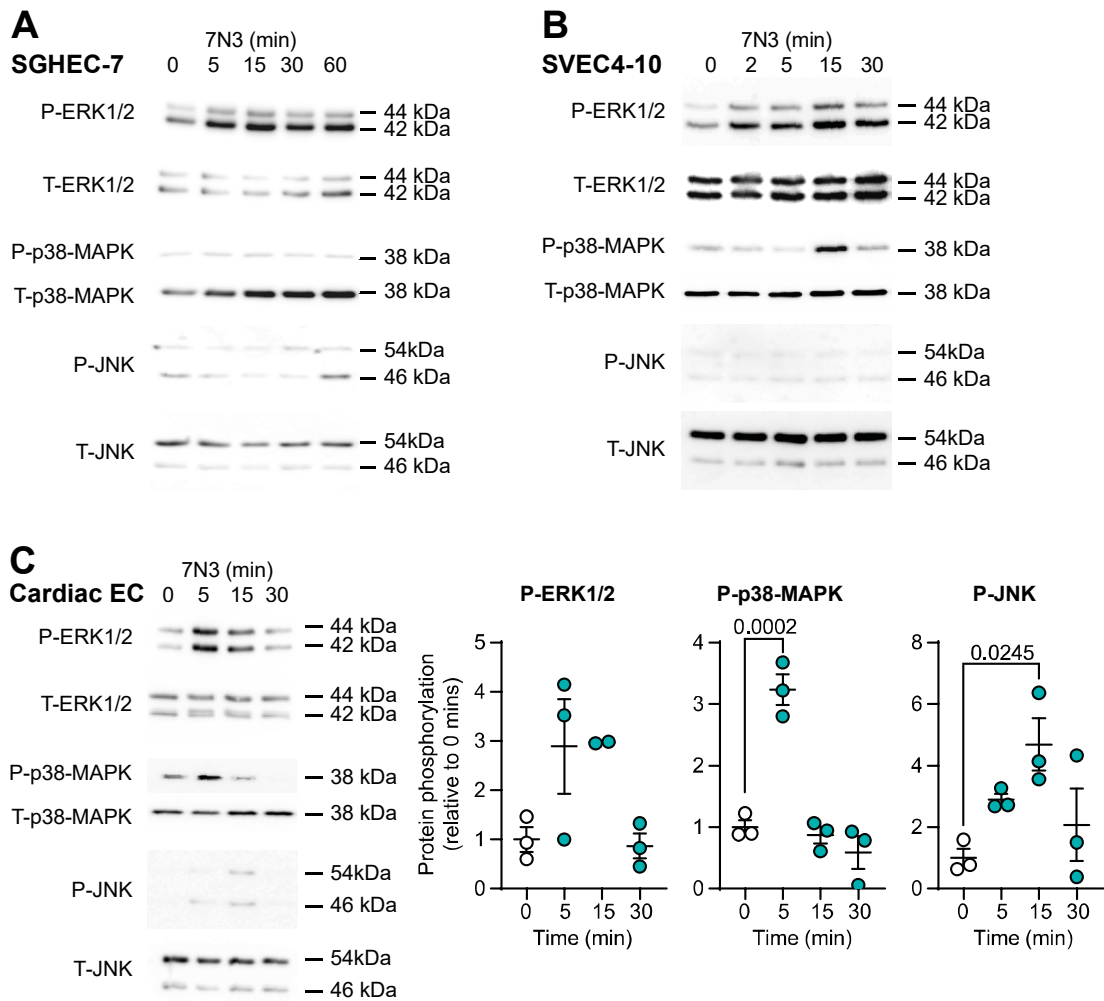 A
7N3 (min)
SGHEC-7 0 5 15 30 60
P-ERK1/2 44 kDa
42 kDa
T-ERK1/2 44 kDa
42 kDa
P-p38-MAPK 38 kDa
T-p38-MAPK 38 kDa
P-JNK 54kDa
46 kDa
T-JNK 54kDa
46 kDa
B
7N3 (min)
SVEC4-10 0 2 5 15 30
P-ERK1/2 44 kDa
42 kDa
T-ERK1/2 44 kDa
42 kDa
P-p38-MAPK 38 kDa
T-p38-MAPK 38 kDa
P-JNK 54kDa
46 kDa
T-JNK 54kDa
46 kDa
C
7N3 (min)
Cardiac EC 0 5 15 30
P-ERK1/2 44 kDa
42 kDa
T-ERK1/2 44 kDa
42 kDa
P-p38-MAPK 38 kDa
T-p38-MAPK 38 kDa
P-JNK 54kDa
46 kDa
T-JNK 54kDa
46 kDa
P-ERK1/2
Protein phosphorylation
(relative to 0 mins)
5
4
3
2
1
0
0 5 15 30
Time (min)
P-p38-MAPK
0.0002
4
3
2
1
0
0 5 15 30
Time (min)
P-JNK
0.0245
8
6
4
2
0
0 5 15 30
Time (min)